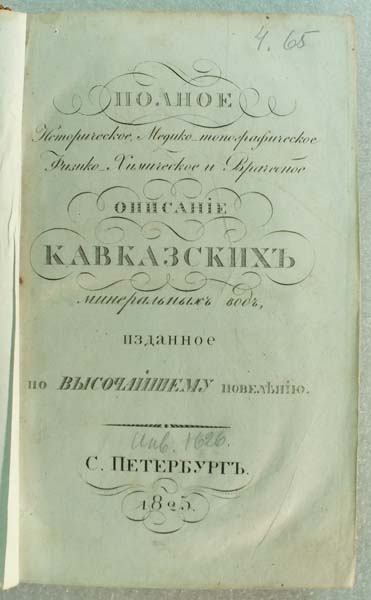 4. 65
ПОЛНОЕ
Историческое, Медико-топографическое
Физико-Химическое и Врачебное
ОПИСАНІЕ
КАВКАЗСКИХЪ
минеральныхъ водъ,
изданное
по ВЫСОЧАЙШЕМУ повелѣнію.
Инв. 1626.
С. ПЕТЕРБУРГЪ.
1825.